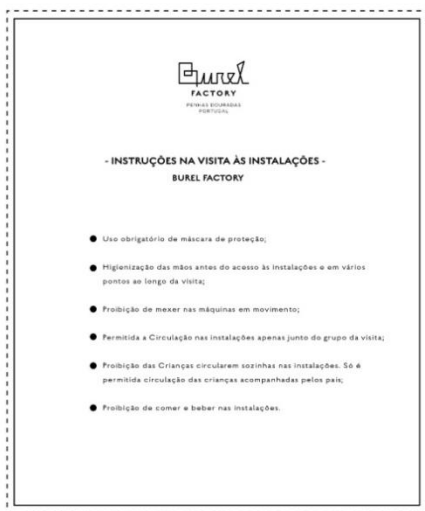 Burel
FACTORY
PENHAS DOURADAS
PORTUGAL
- INSTRUÇÕES NA VISITA ÀS INSTALAÇÕES -
BUREL FACTORY
● Uso obrigatório de máscara de proteção;
● Higienização das mãos antes do acesso às instalações e em vários
pontos ao longo da visita;
● Proibição de mexer nas máquinas em movimento;
● Permitida a Circulação nas instalações apenas junto do grupo da visita;
● Proibição das Crianças circularem sozinhas nas instalações. Só é
permitida circulação das crianças acompanhadas pelos pais;
● Proibição de comer e beber nas instalações.